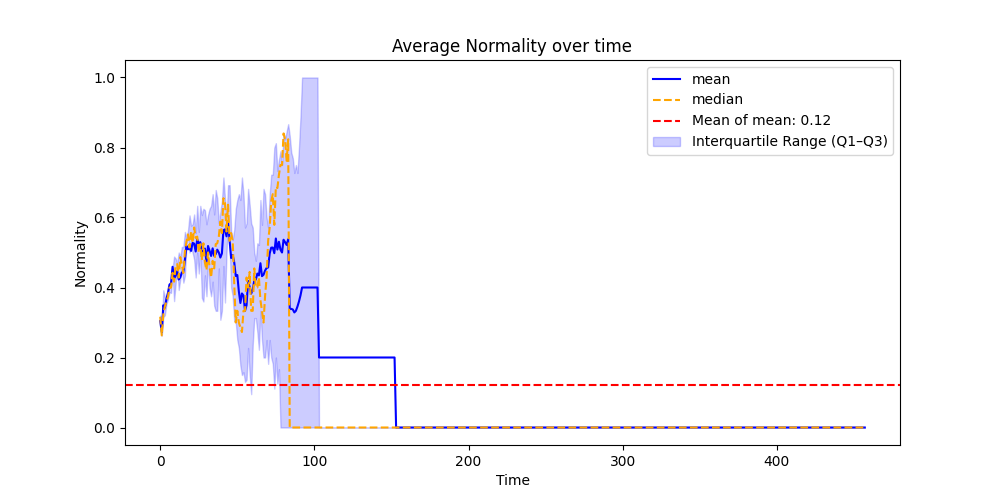 Average Normality over time
mean
median
Mean of mean: 0.12
Interquartile Range (Q1–Q3)
Normality
1.0
0.8
0.6
0.4
0.2
0.0
0 100 200 300 400
Time